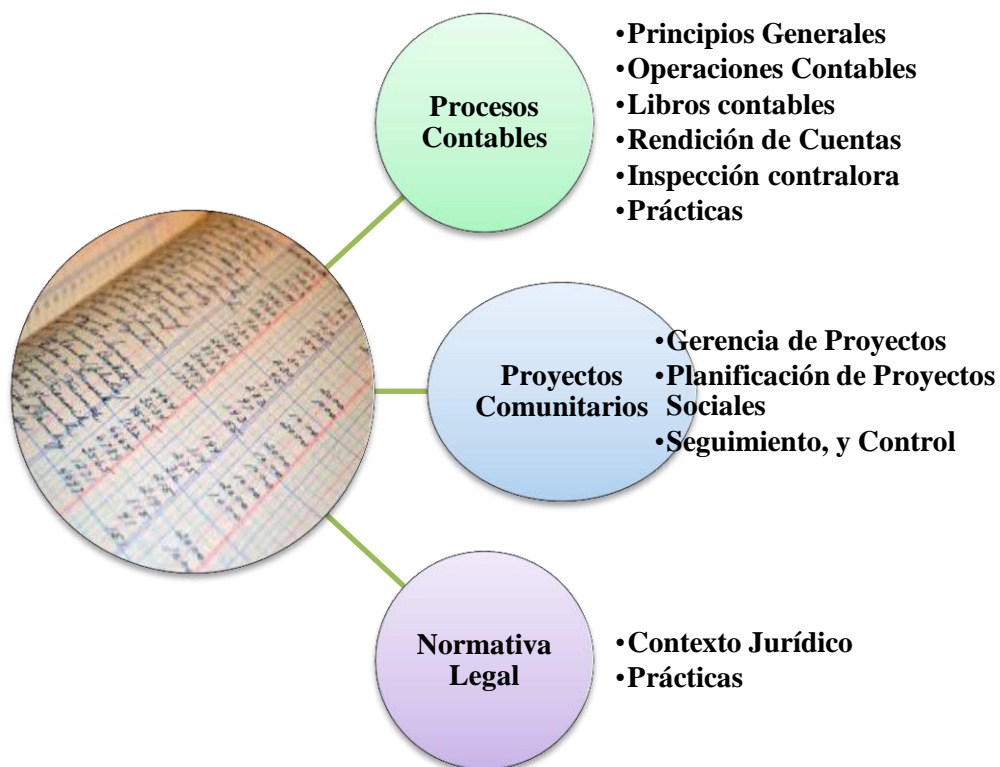 Procesos
Contables
•Principios Generales
•Operaciones Contables
•Libros contables
•Rendición de Cuentas
•Inspección contralora
•Prácticas
Proyectos
Comunitarios
•Gerencia de Proyectos
•Planificación de Proyectos
Sociales
•Seguimiento, y Control
Normativa
Legal
•Contexto Jurídico
•Prácticas